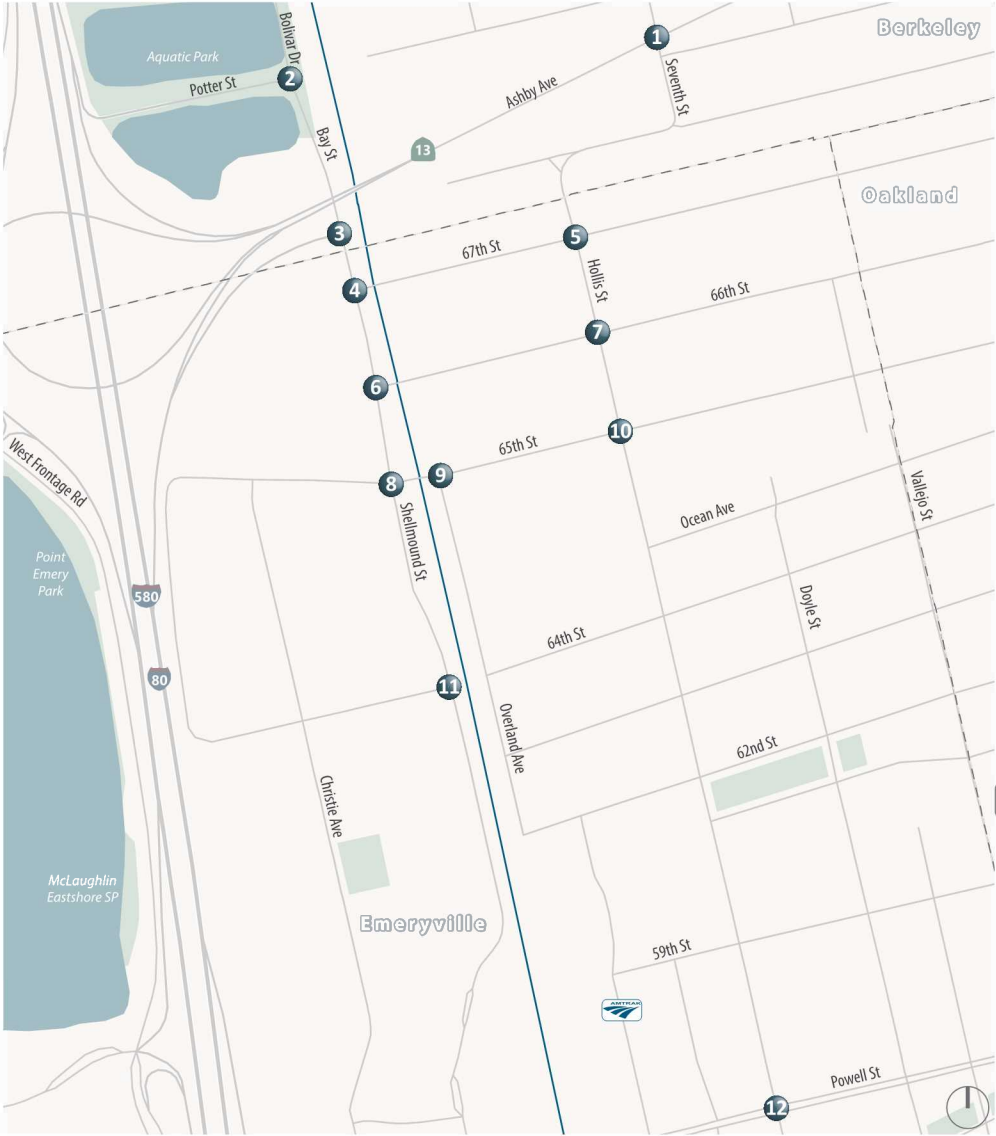 Berkeley
Bolivar Dr
1
Aquatic Park
2
Potter St
Seventh St
Ashby Ave
Bay St
13
Oakland
3
5
67th St
Hollis St
4
66th St
7
6
10
65th St
West Frontage Rd
9
8
Vallejo St
Shellmound St
Ocean Ave
Point
Emery
Park
580
Doyle St
64th St
80
11
Overland Ave
62nd St
Christie Ave
McLaughlin
Eastshore SP
Emeryville
59th St
AMTRAK
Powell St
12